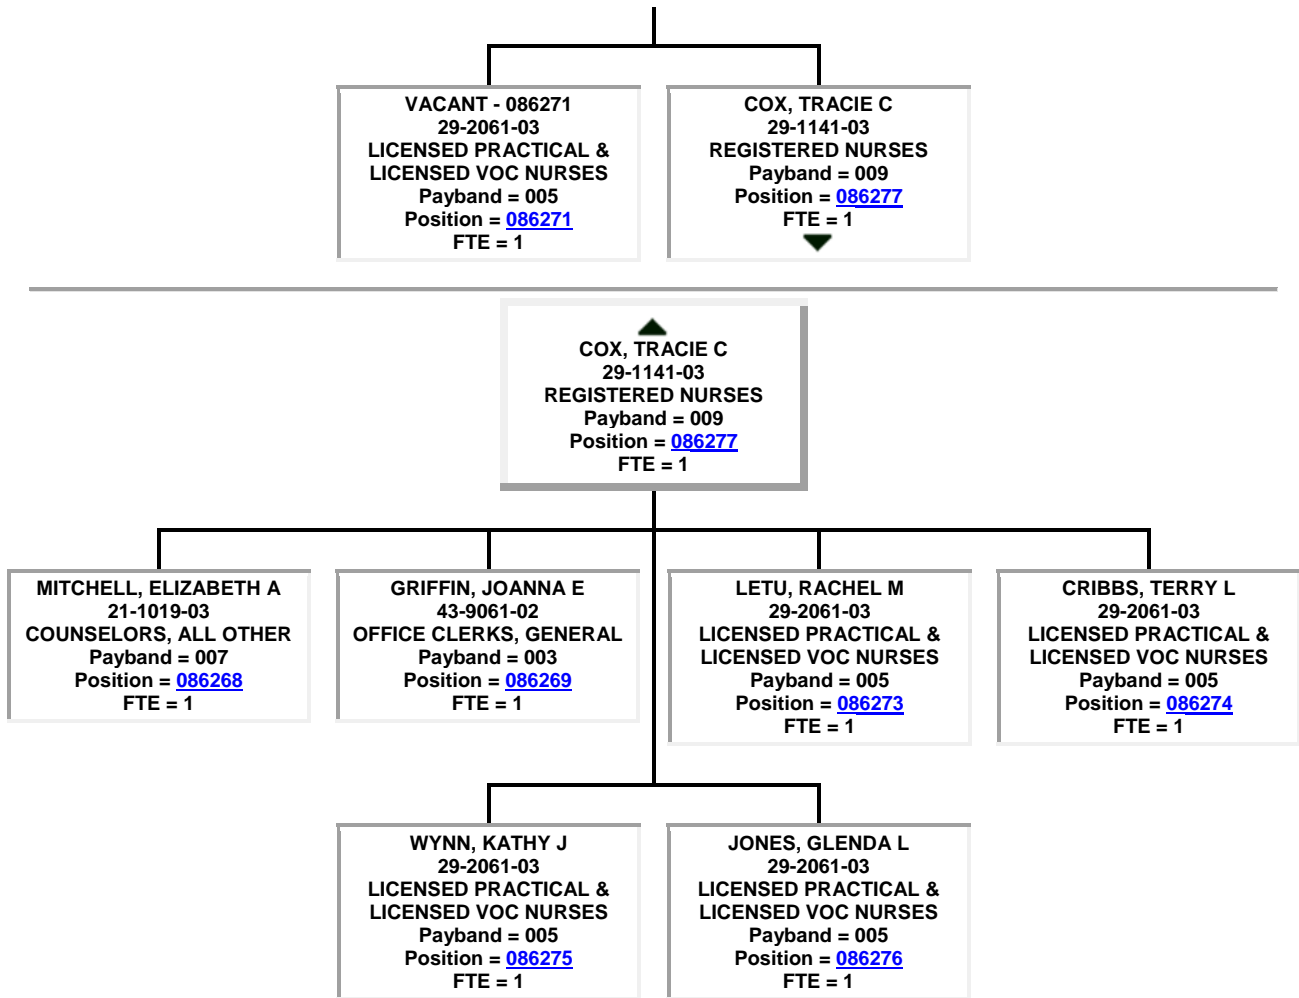 VACANT - 086271
29-2061-03
LICENSED PRACTICAL &
LICENSED VOC NURSES
Payband = 005
Position = 086271
FTE = 1
COX, TRACIE C
29-1141-03
REGISTERED NURSES
Payband = 009
Position = 086277
FTE = 1
COX, TRACIE C
29-1141-03
REGISTERED NURSES
Payband = 009
Position = 086277
FTE = 1
MITCHELL, ELIZABETH A
21-1019-03
COUNSELORS, ALL OTHER
Payband = 007
Position = 086268
FTE = 1
GRIFFIN, JOANNA E
43-9061-02
OFFICE CLERKS, GENERAL
Payband = 003
Position = 086269
FTE = 1
LETU, RACHEL M
29-2061-03
LICENSED PRACTICAL &
LICENSED VOC NURSES
Payband = 005
Position = 086273
FTE = 1
CRIBBS, TERRY L
29-2061-03
LICENSED PRACTICAL &
LICENSED VOC NURSES
Payband = 005
Position = 086274
FTE = 1
WYNN, KATHY J
29-2061-03
LICENSED PRACTICAL &
LICENSED VOC NURSES
Payband = 005
Position = 086275
FTE = 1
JONES, GLENDA L
29-2061-03
LICENSED PRACTICAL &
LICENSED VOC NURSES
Payband = 005
Position = 086276
FTE = 1